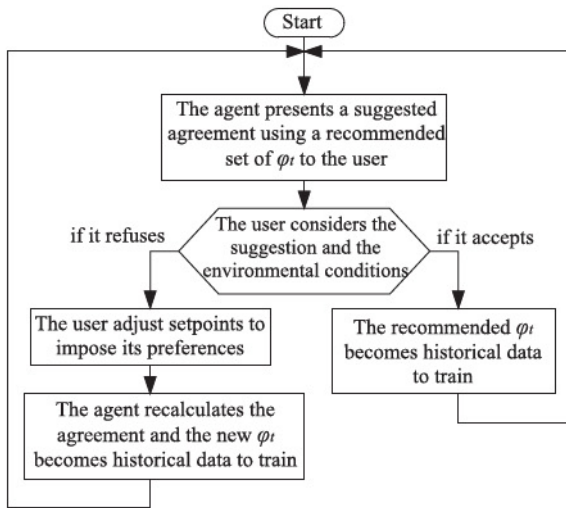 Start
The agent presents a suggested
agreement using a recommended
set of φt to the user
if it refuses
The user considers the
suggestion and the
environmental conditions
if it accepts
The user adjust setpoints to
impose its preferences
The recommended φt
becomes historical data
to train
The agent recalculates the
agreement and the new φt
becomes historical data to train